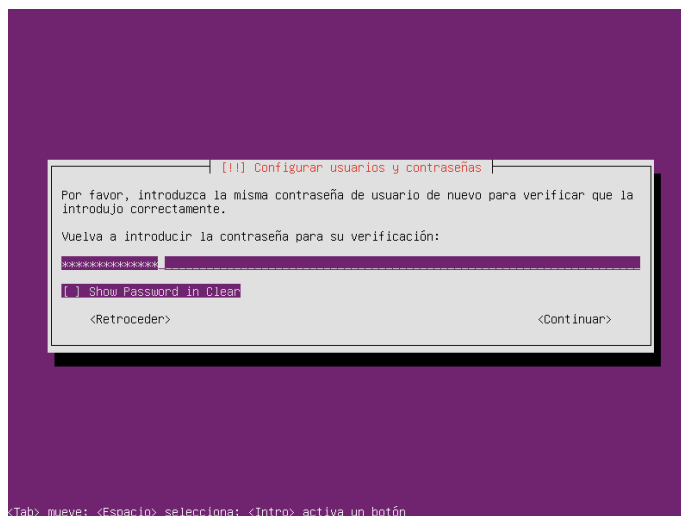 [!!] Configurar usuarios y contraseñas
Por favor, introduzca la misma contraseña de usuario de nuevo para verificar que la
introdujo correctamente.
Vuelva a introducir la contraseña para su verificación:
**************
[ ] Show Password in Clear
<Retroceder> <Continuar>
<Tab> mueve; <Espacio> selecciona; <Intro> activa un botón